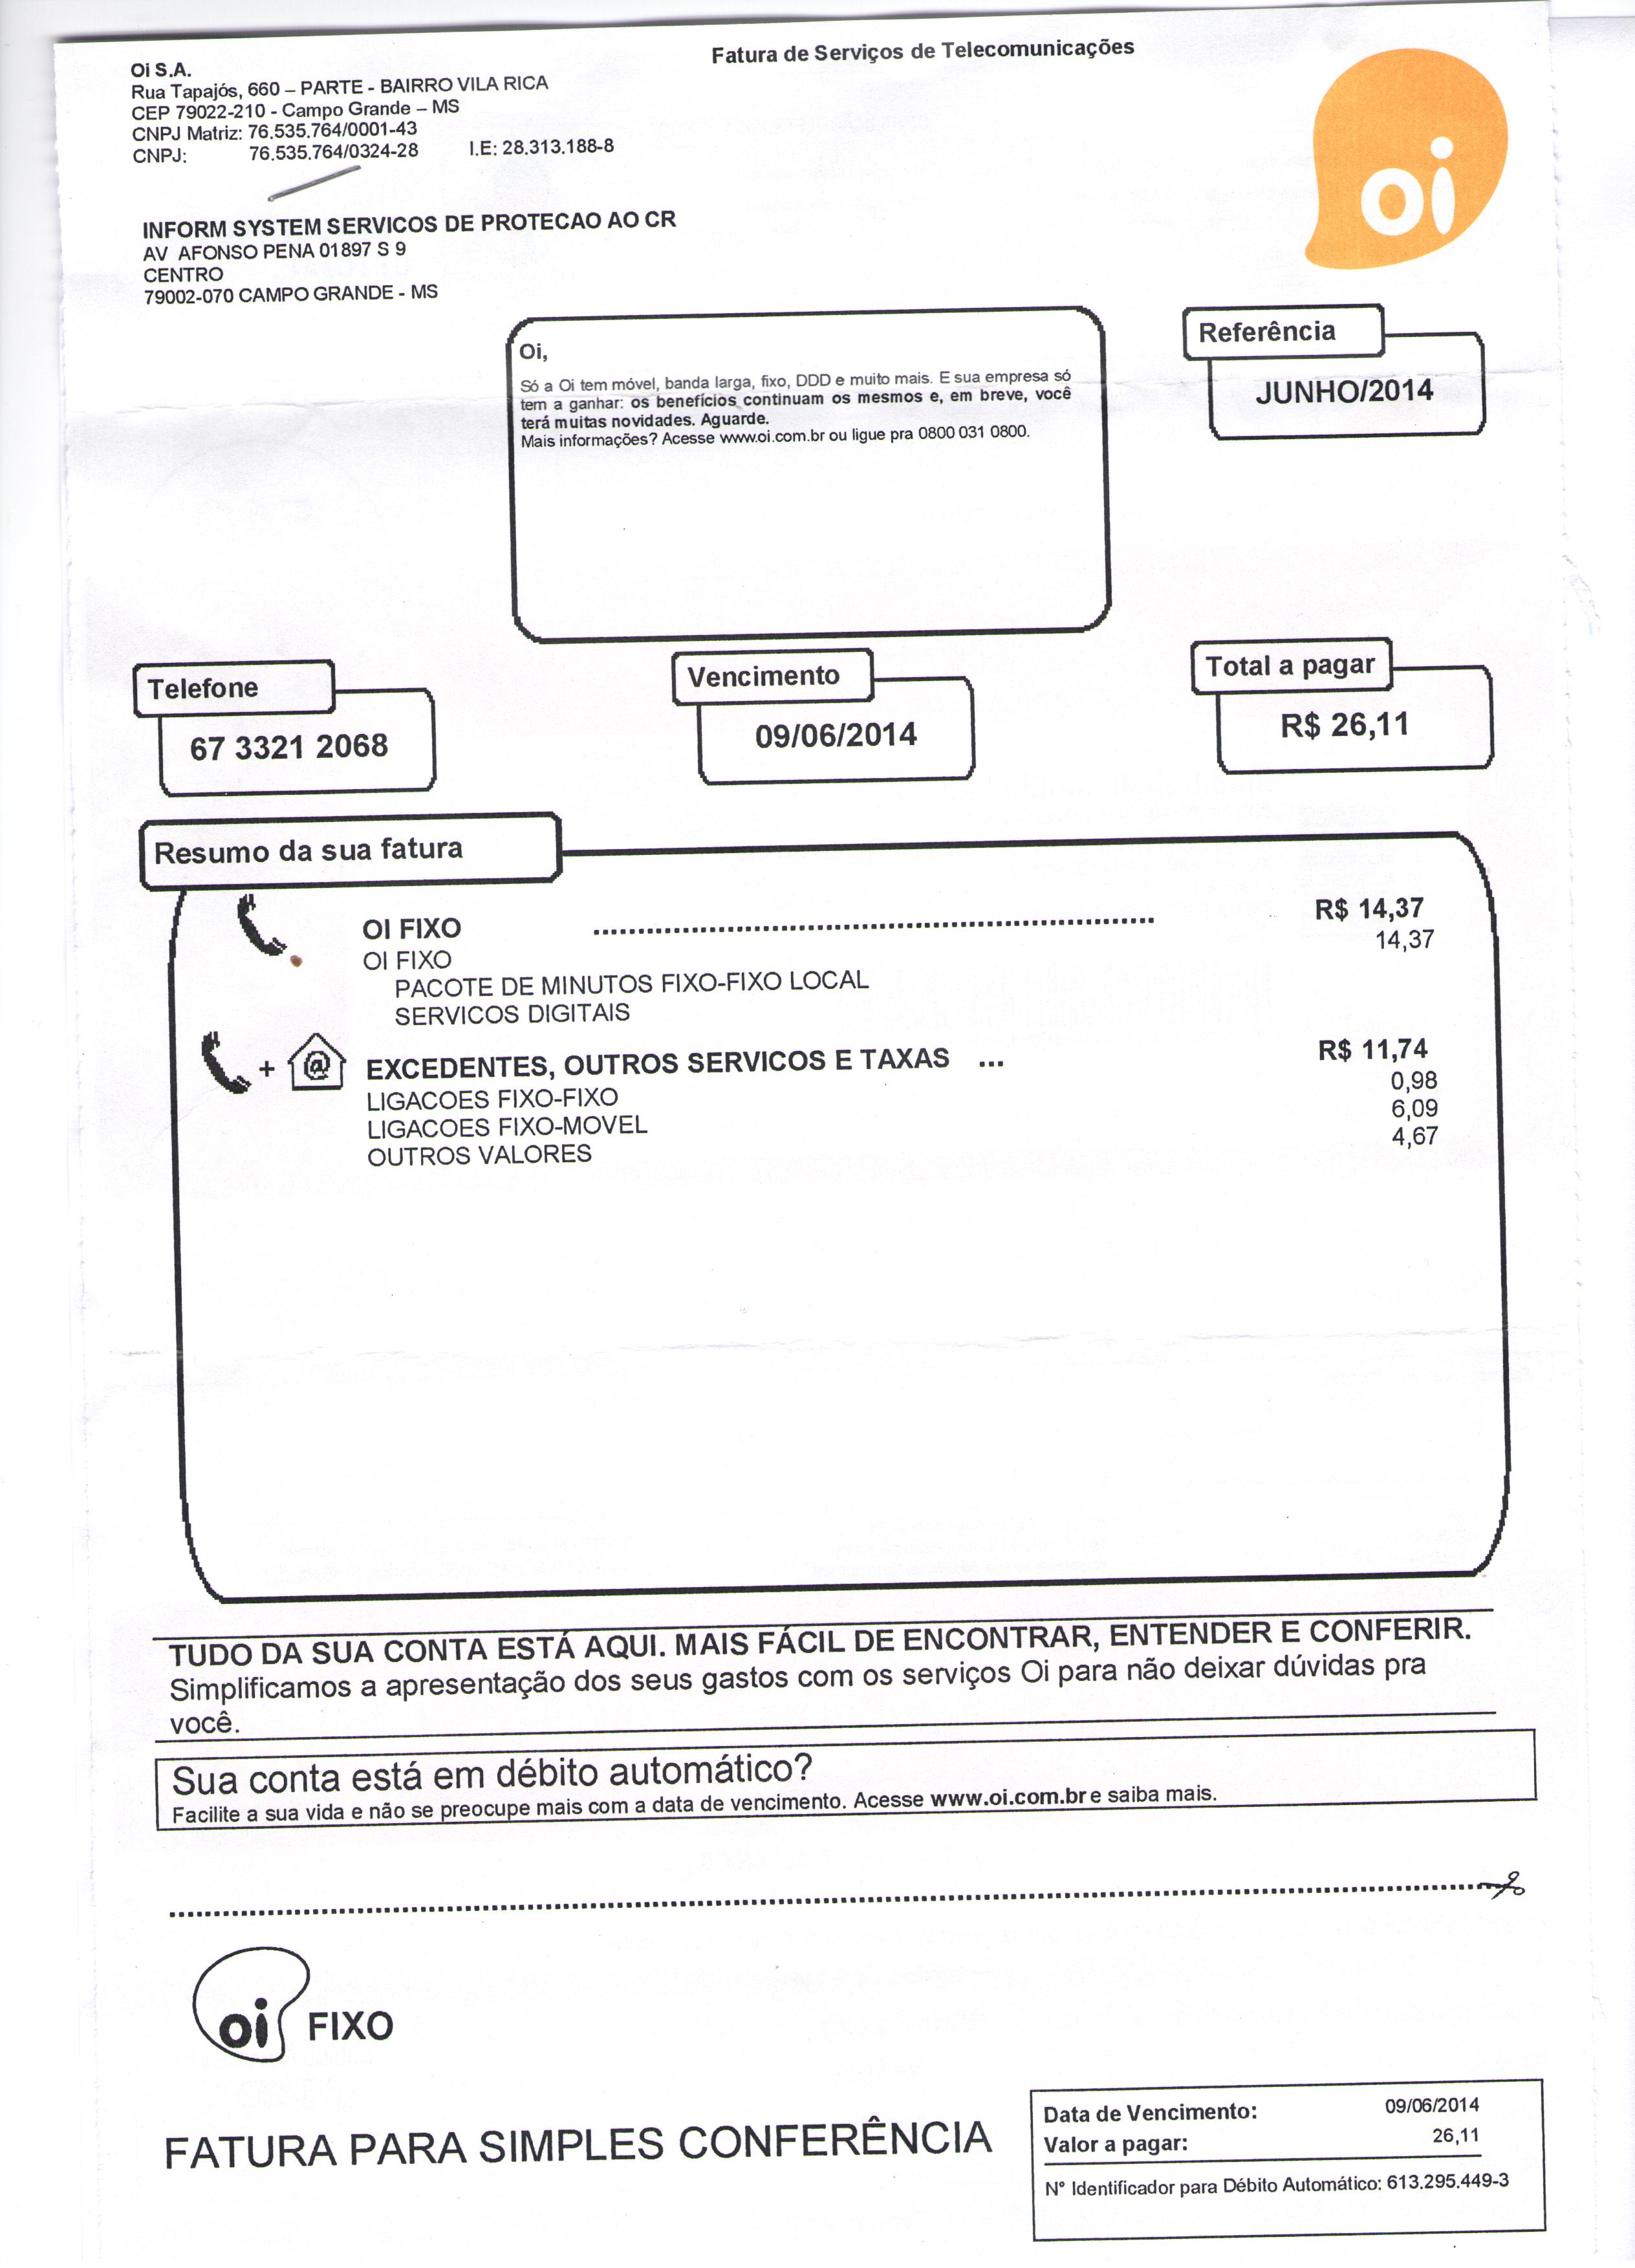 Fatura de Serviços de Telecomunicações
Oi S.A.
Rua Tapajós, 660 – PARTE - BAIRRO VILA RICA
CEP 79022-210 - Campo Grande – MS
CNPJ Matriz: 76.535.764/0001-43
CNPJ: 76.535.764/0324-28 I.E: 28.313.188-8
oi
INFORM SYSTEM SERVICOS DE PROTECAO AO CR
AV AFONSO PENA 01897 S 9
CENTRO
79002-070 CAMPO GRANDE - MS
Oi,
Só a Oi tem móvel, banda larga, fixo, DDD e muito mais. E sua empresa só
tem a ganhar: os benefícios continuam os mesmos e, em breve, você
terá muitas novidades. Aguarde.
Mais informações? Acesse www.oi.com.br ou ligue pra 0800 031 0800.
Referência
JUNHO/2014
Telefone
67 3321 2068
Vencimento
09/06/2014
Total a pagar
R$ 26,11
Resumo da sua fatura
OI FIXO R$ 14,37
OI FIXO 14,37
PACOTE DE MINUTOS FIXO-FIXO LOCAL
SERVICOS DIGITAIS
+ @ EXCEDENTES, OUTROS SERVICOS E TAXAS ... R$ 11,74
LIGACOES FIXO-FIXO 0,98
LIGACOES FIXO-MOVEL 6,09
OUTROS VALORES 4,67
TUDO DA SUA CONTA ESTÁ AQUI. MAIS FÁCIL DE ENCONTRAR, ENTENDER E CONFERIR.
Simplificamos a apresentação dos seus gastos com os serviços Oi para não deixar dúvidas pra
você.
Sua conta está em débito automático?
Facilite a sua vida e não se preocupe mais com a data de vencimento. Acesse www.oi.com.br e saiba mais.
oi FIXO
FATURA PARA SIMPLES CONFERÊNCIA
Data de Vencimento: 09/06/2014
Valor a pagar: 26,11
N° Identificador para Débito Automático: 613.295.449-3